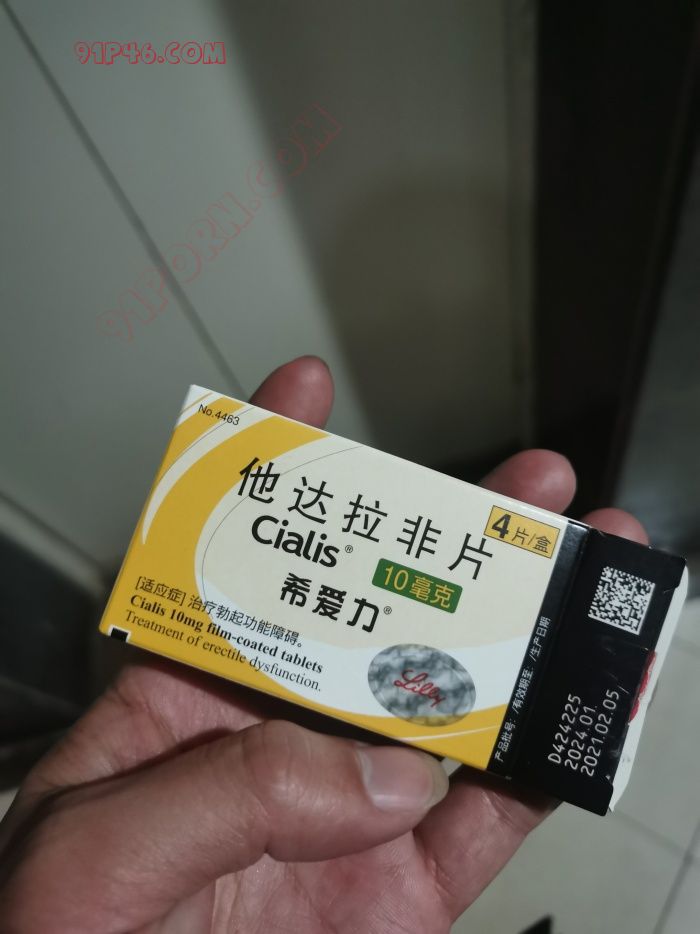 91P46.COM
91PORN.COM
No.4463
他达拉非片
4片/盒
Cialis®
10毫克
希爱力®
[适应症] 治疗勃起功能障碍。
Cialis 10mg film-coated tablets
Treatment of erectile dysfunction.
Lilly
产品批号: /有效期至: /生产日期
D424225
2024.01
2021.02.05